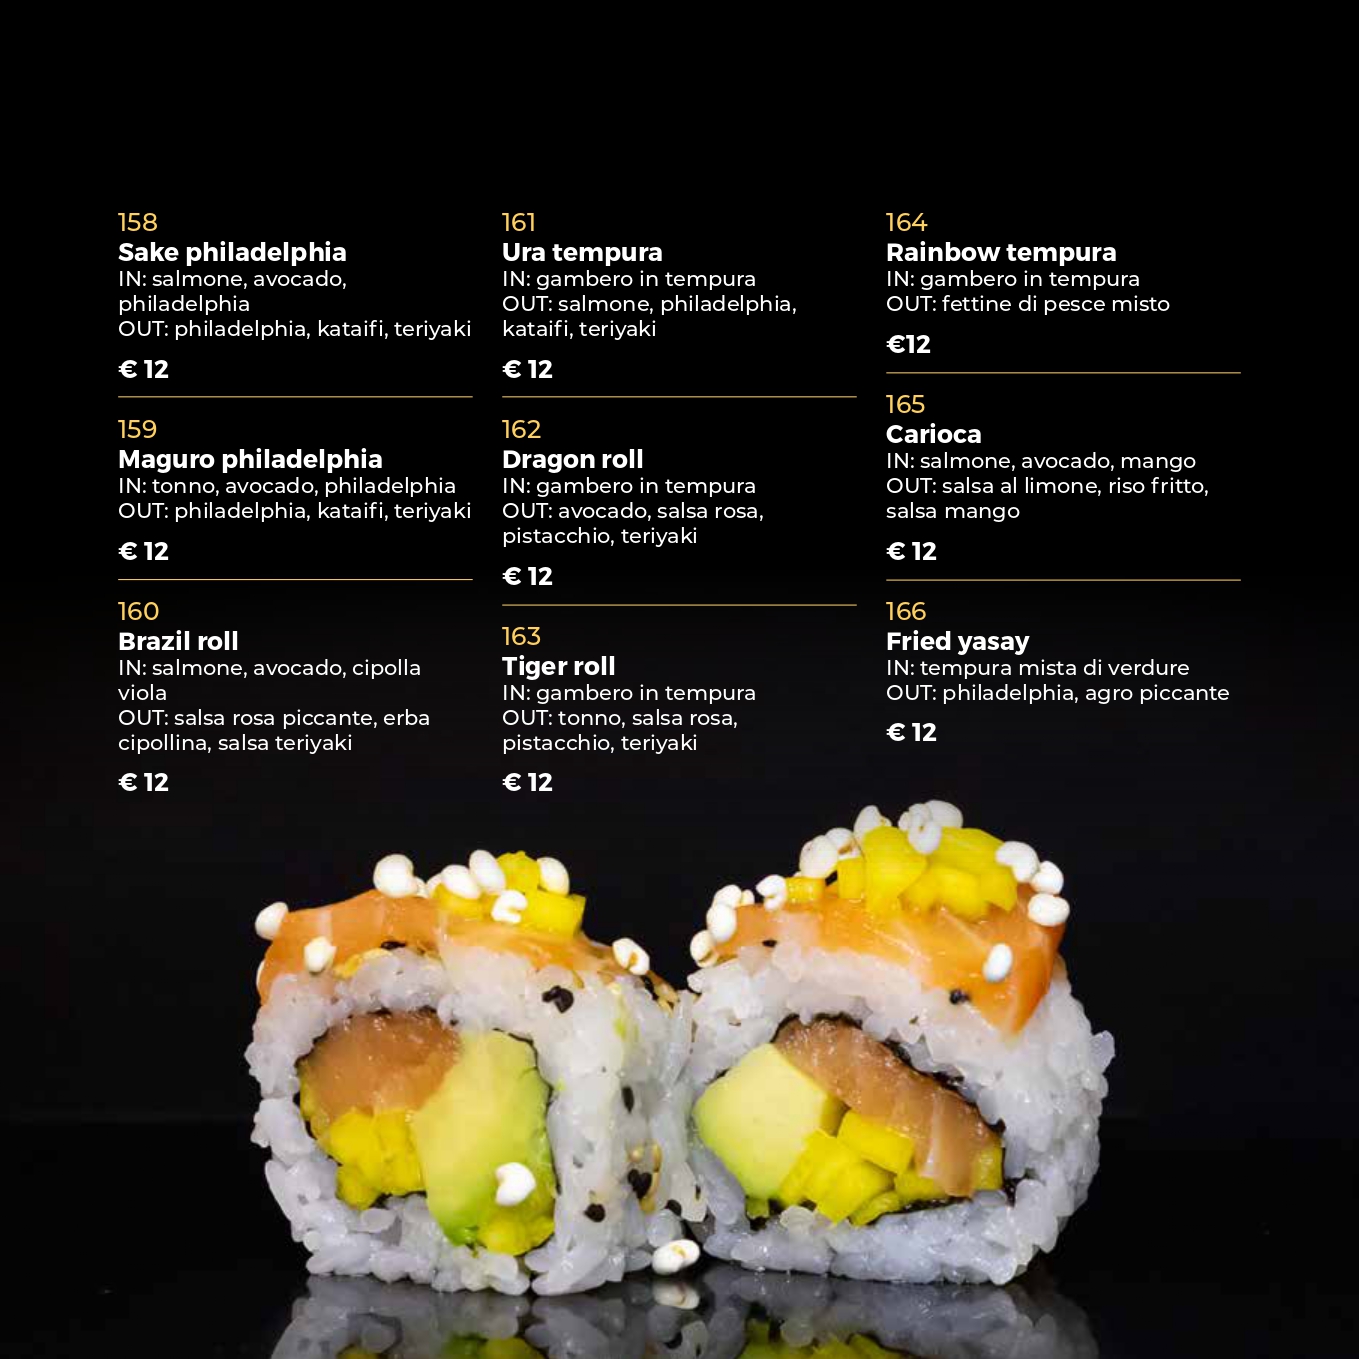 158
Sake philadelphia
IN: salmone, avocado,
philadelphia
OUT: philadelphia, kataifi, teriyaki
€ 12
159
Maguro philadelphia
IN: tonno, avocado, philadelphia
OUT: philadelphia, kataifi, teriyaki
€ 12
160
Brazil roll
IN: salmone, avocado, cipolla
viola
OUT: salsa rosa piccante, erba
cipollina, salsa teriyaki
€ 12
161
Ura tempura
IN: gambero in tempura
OUT: salmone, philadelphia,
kataifi, teriyaki
€ 12
162
Dragon roll
IN: gambero in tempura
OUT: avocado, salsa rosa,
pistacchio, teriyaki
€ 12
163
Tiger roll
IN: gambero in tempura
OUT: tonno, salsa rosa,
pistacchio, teriyaki
€ 12
164
Rainbow tempura
IN: gambero in tempura
OUT: fettine di pesce misto
€12
165
Carioca
IN: salmone, avocado, mango
OUT: salsa al limone, riso fritto,
salsa mango
€ 12
166
Fried yasay
IN: tempura mista di verdure
OUT: philadelphia, agro piccante
€ 12